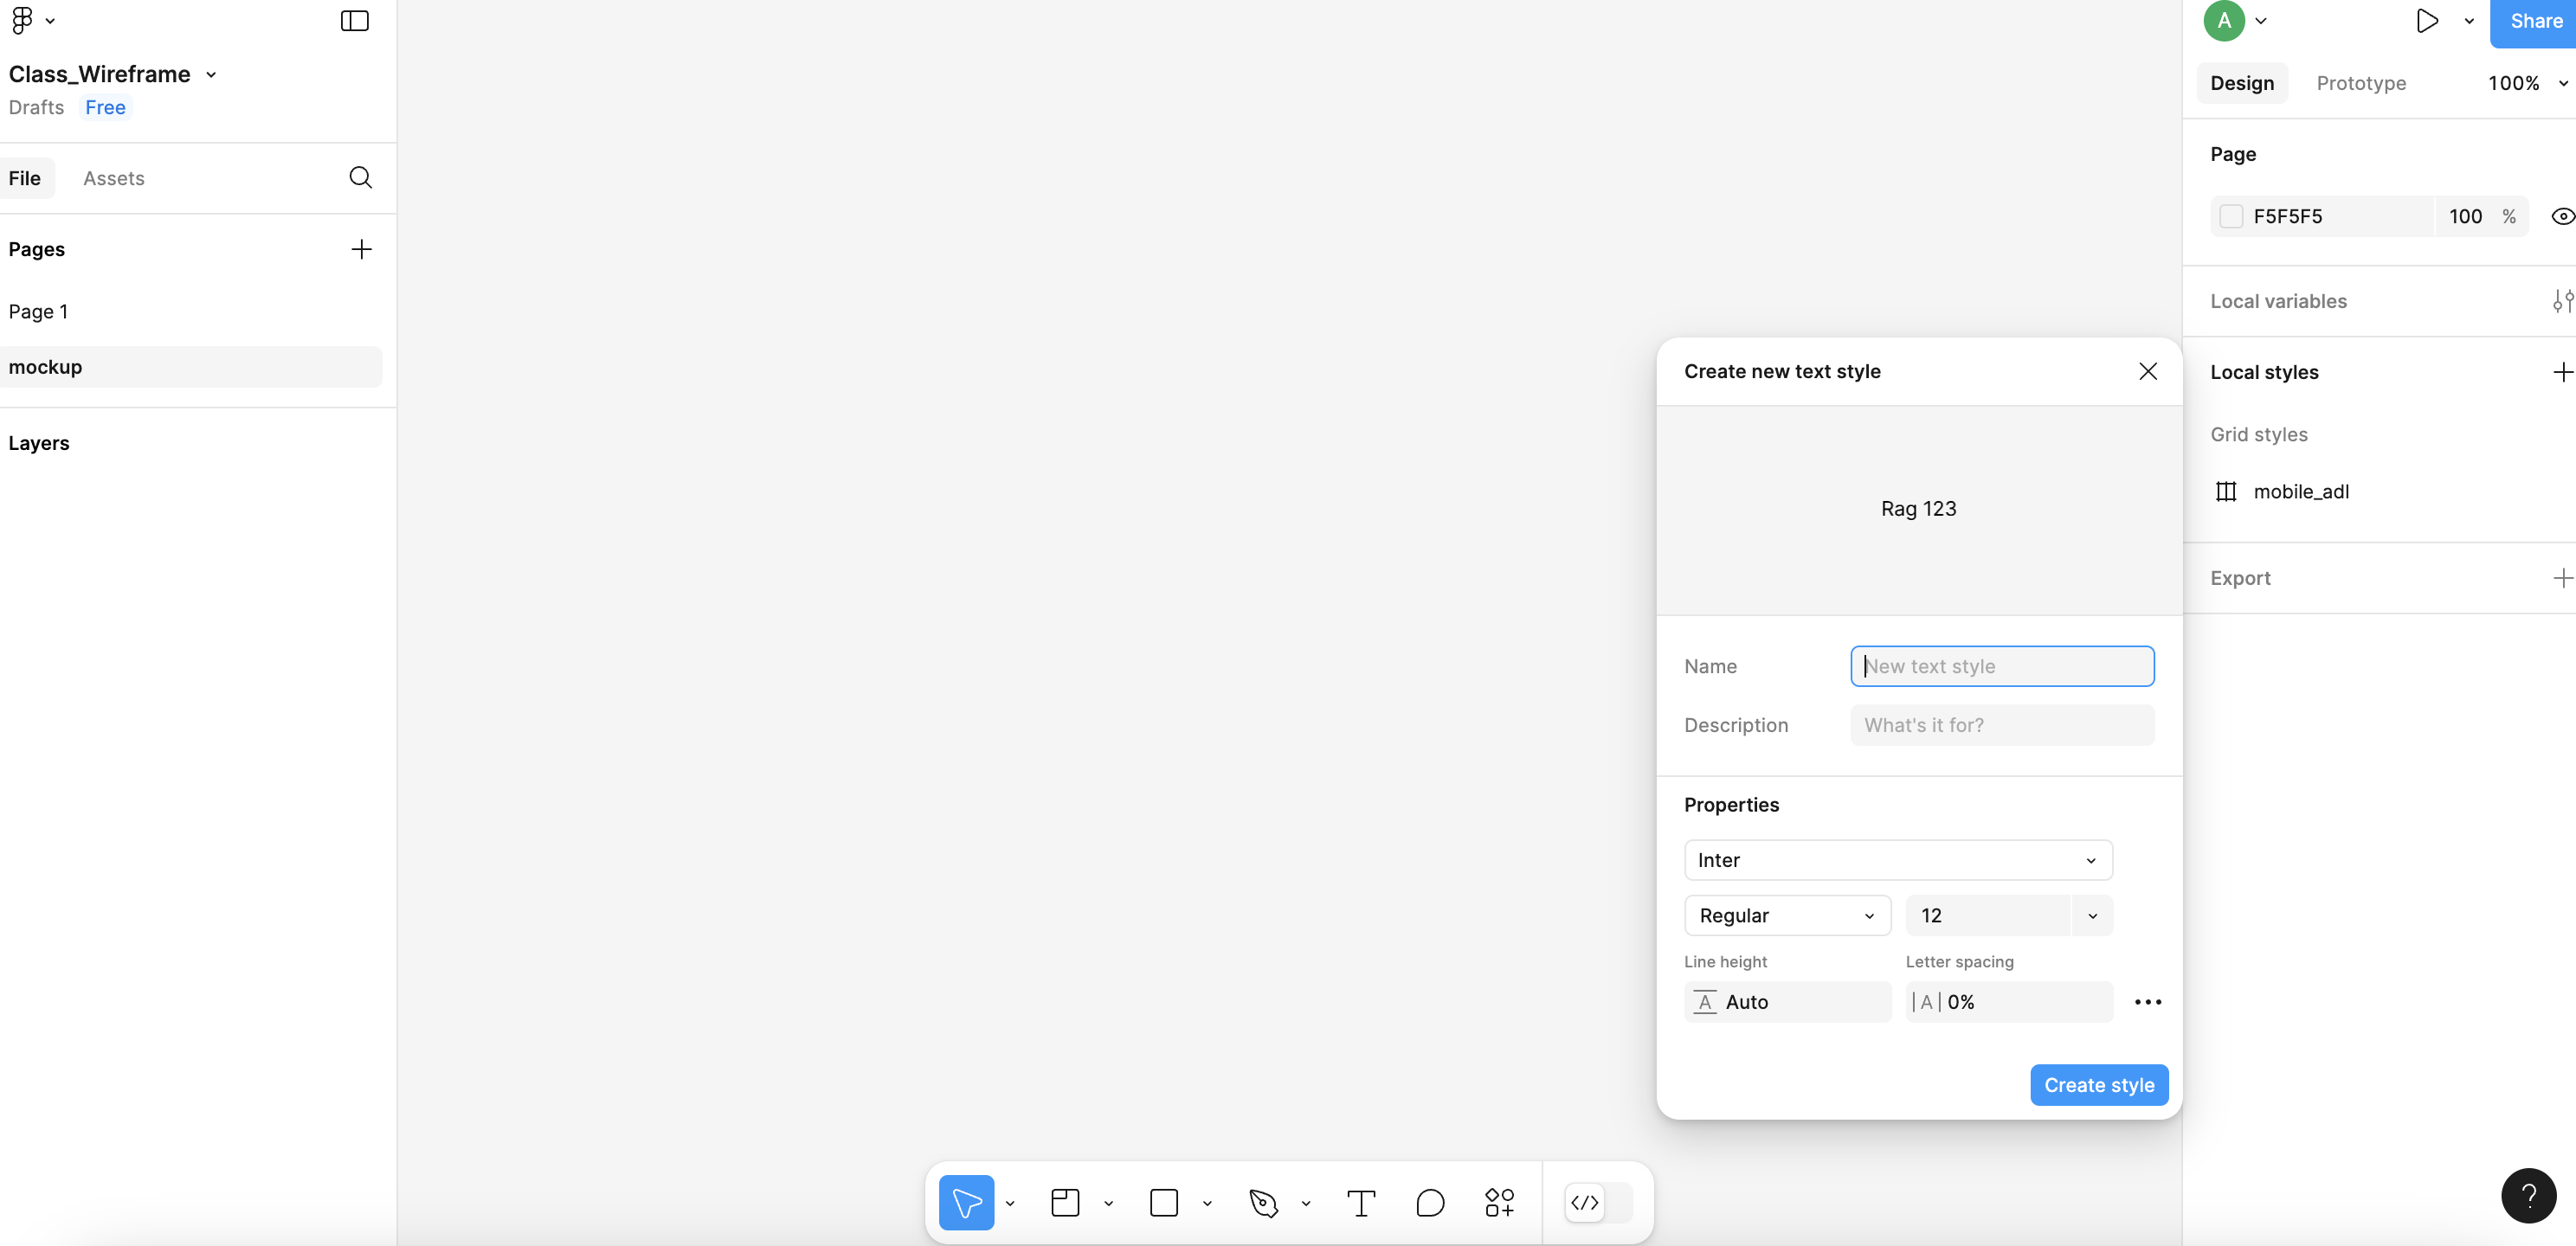 Class_Wireframe
Drafts Free
File Assets
Pages
Page 1
mockup
Layers
Create new text style
Rag 123
Name New text style
Description What's it for?
Properties
Inter
Regular 12
Line height Letter spacing
A Auto |A| 0%
Create style
T </>
A Share
Design Prototype 100%
Page
F5F5F5 100 %
Local variables
Local styles
Grid styles
mobile_adl
Export
?